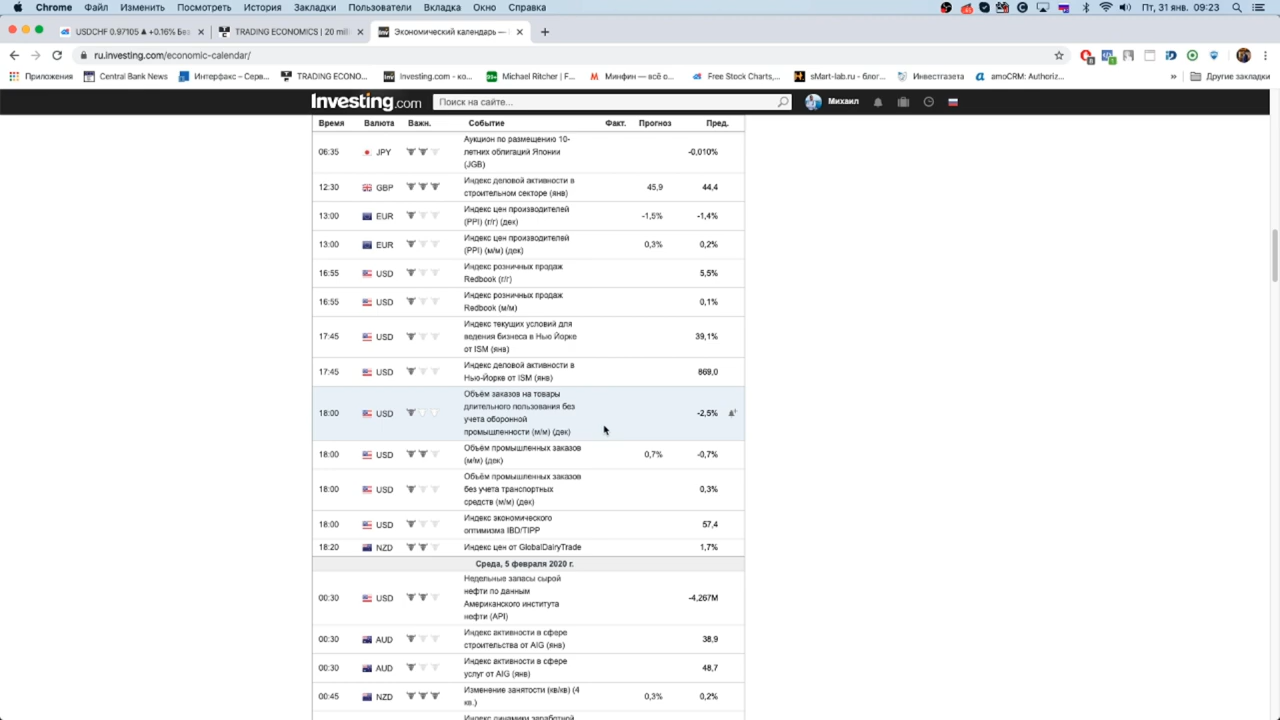 Chrome Файл Изменить Посмотреть История Закладки Пользователи Вкладка Окно Справка Пт, 31 янв. 09:23
USDCHF 0.97105 ▲ +0.16% Без TRADING ECONOMICS | 20 mil Экономический календарь —
ru.investing.com/economic-calendar/
Приложения Central Bank News Интерфакс – Серв... TRADING ECONO... Investing.com - ко... Michael Ritcher | F... Минфин — всё о... Free Stock Charts,... sMart-lab.ru - блог... Инвестгазета amoCRM: Authoriz... » Другие закладки
Investing.com Поиск на сайте... Михаил
Время Валюта Важн. Событие Факт. Прогноз Пред.
Аукцион по размещению 10-
06:35 JPY летних облигаций Японии -0,010%
(JGB)
Индекс деловой активности в
12:30 GBP строительном секторе (янв) 45,9 44,4
Индекс цен производителей
13:00 EUR (PPI) (г/г) (дек) -1,5% -1,4%
Индекс цен производителей
13:00 EUR (PPI) (м/м) (дек) 0,3% 0,2%
Индекс розничных продаж
16:55 USD Redbook (г/г) 5,5%
Индекс розничных продаж
16:55 USD Redbook (м/м) 0,1%
Индекс текущих условий для
17:45 USD ведения бизнеса в Нью Йорке 39,1%
от ISM (янв)
Индекс деловой активности в
17:45 USD Нью-Йорке от ISM (янв) 869,0
Объём заказов на товары
длительного пользования без
18:00 USD учета оборонной -2,5%
промышленности (м/м) (дек)
Объём промышленных заказов
18:00 USD (м/м) (дек) 0,7% -0,7%
Объём промышленных заказов
18:00 USD без учета транспортных 0,3%
средств (м/м) (дек)
Индекс экономического
18:00 USD оптимизма IBD/TIPP 57,4
18:20 NZD Индекс цен от GlobalDairyTrade 1,7%
Среда, 5 февраля 2020 г.
Недельные запасы сырой
нефти по данным
00:30 USD Американского института -4,267M
нефти (API)
Индекс активности в сфере
00:30 AUD строительства от AIG (янв) 38,9
Индекс активности в сфере
00:30 AUD услуг от AIG (янв) 48,7
Изменение занятости (кв/кв) (4
00:45 NZD кв.) 0,3% 0,2%
Индекс динамики заработной